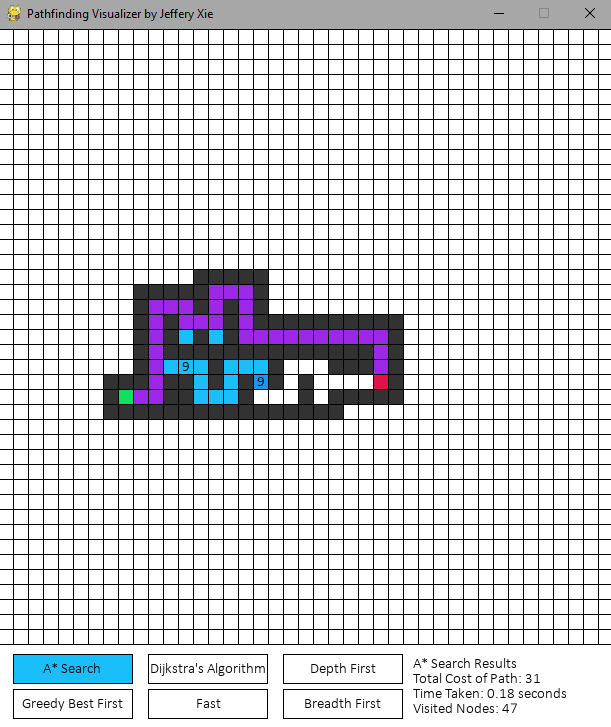 Pathfinding Visualizer by Jeffery Xie
9
9
A* Search
Dijkstra's Algorithm
Depth First
Greedy Best First
Fast
Breadth First
A* Search Results
Total Cost of Path: 31
Time Taken: 0.18 seconds
Visited Nodes: 47